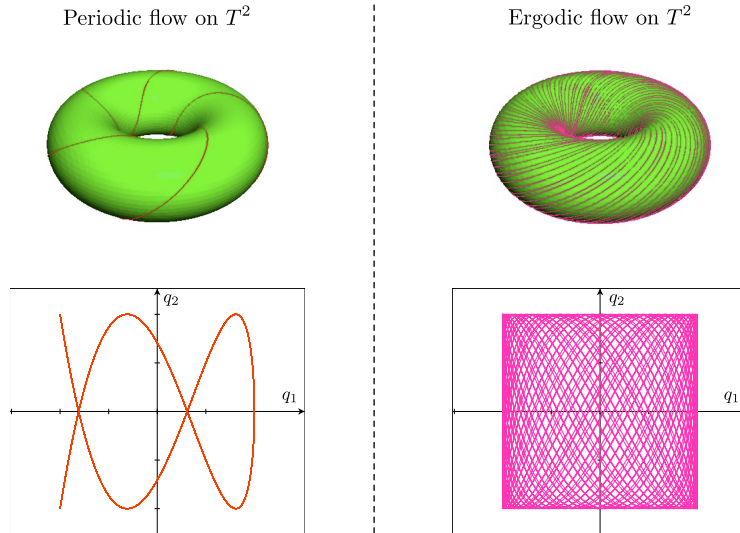 Periodic flow on $T^2$
Ergodic flow on $T^2$
$q_2$
$q_1$
$q_2$
$q_1$